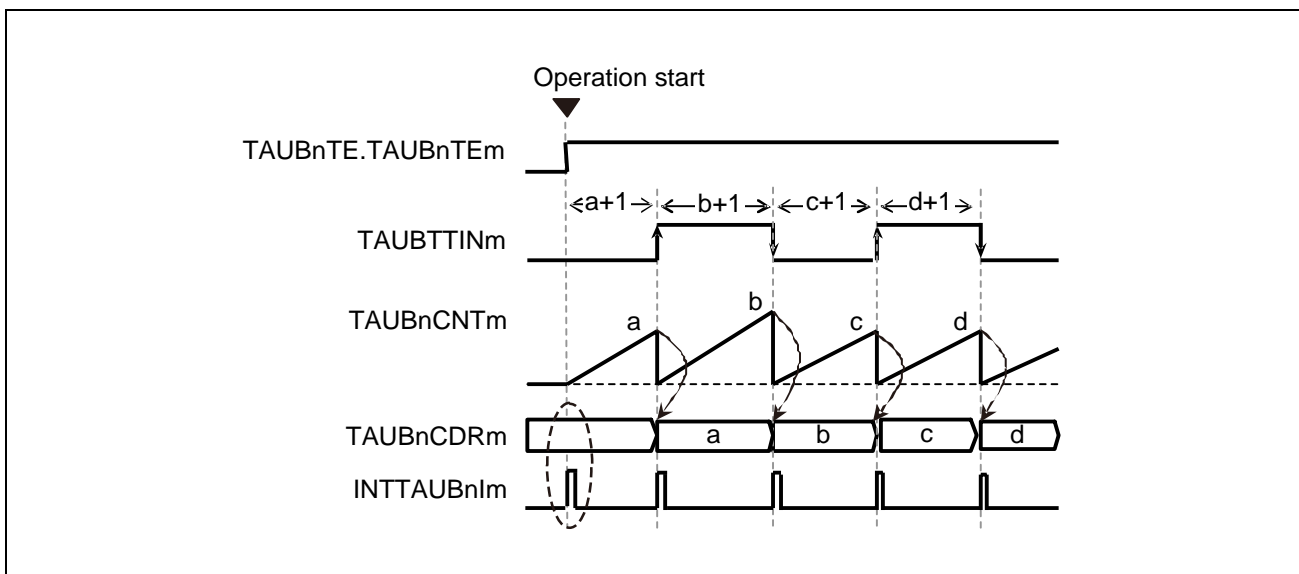 Operation start
TAUBnTE.TAUBnTEm
a+1 b+1 c+1 d+1
TAUBTTINm
TAUBnCNTm a b c d
TAUBnCDRm a b c d
INTTAUBnIm